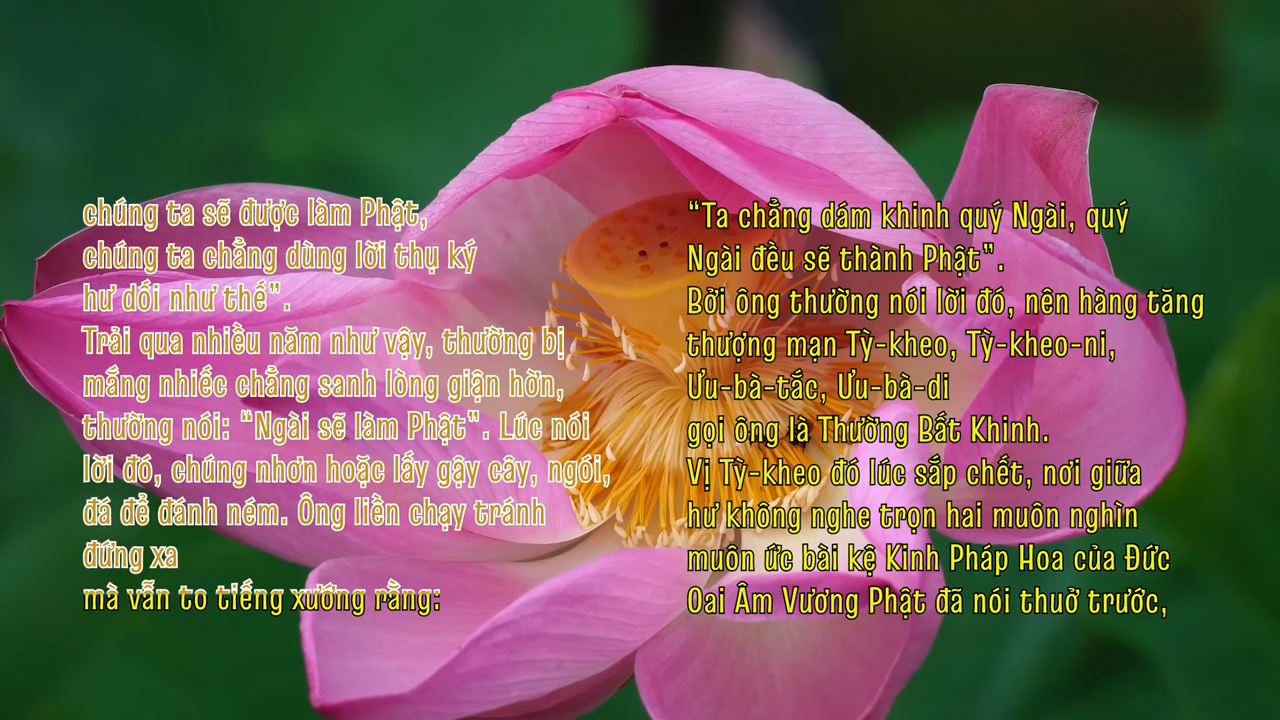 chúng ta sẽ được làm Phật,
chúng ta chẳng dùng lời thụ ký
hư dối như thế”.
Trải qua nhiều năm như vậy, thường bị
mắng nhiếc chẳng sanh lòng giận hờn,
thường nói: “Ngài sẽ làm Phật”. Lúc nói
lời đó, chúng nhơn hoặc lấy gậy cây, ngói,
đá để đánh ném. Ông liền chạy tránh
đứng xa
mà vẫn to tiếng xướng rằng:
“Ta chẳng dám khinh quý Ngài, quý
Ngài đều sẽ thành Phật”.
Bởi ông thường nói lời đó, nên hàng tăng
thượng mạn Tỳ-kheo, Tỳ-kheo-ni,
Ưu-bà-tắc, Ưu-bà-di
gọi ông là Thường Bất Khinh.
Vị Tỳ-kheo đó lúc sắp chết, nơi giữa
hư không nghe trọn hai muôn nghìn
muôn ức bài kệ Kinh Pháp Hoa của Đức
Oai Âm Vương Phật đã nói thuở trước,